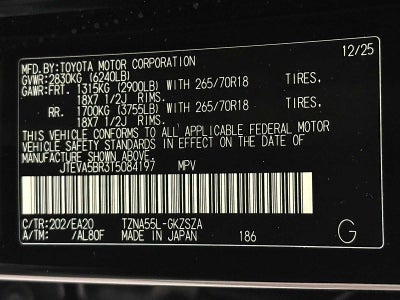 12/25
MFD.BY:TOYOTA MOTOR CORPORATION
GVWR:2830KG (6240LB)
GAWR:FRT. 1315KG (2900LB) WITH 265/70R18 TIRES.
18X7 1/2J RIMS.
RR. 1700KG (3755LB) WITH 265/70R18 TIRES.
18X7 1/2J RIMS.
THIS VEHICLE CONFORMS TO ALL APPLICABLE FEDERAL MOTOR
VEHICLE SAFETY STANDARDS IN EFFECT ON THE DATE OF
MANUFACTURE SHOWN ABOVE.
JTEVA5BR3T5084197 MPV
C/TR:202/EA20 TZNA55L-GKZSZA
A/TM: /AL80F MADE IN JAPAN 186 G